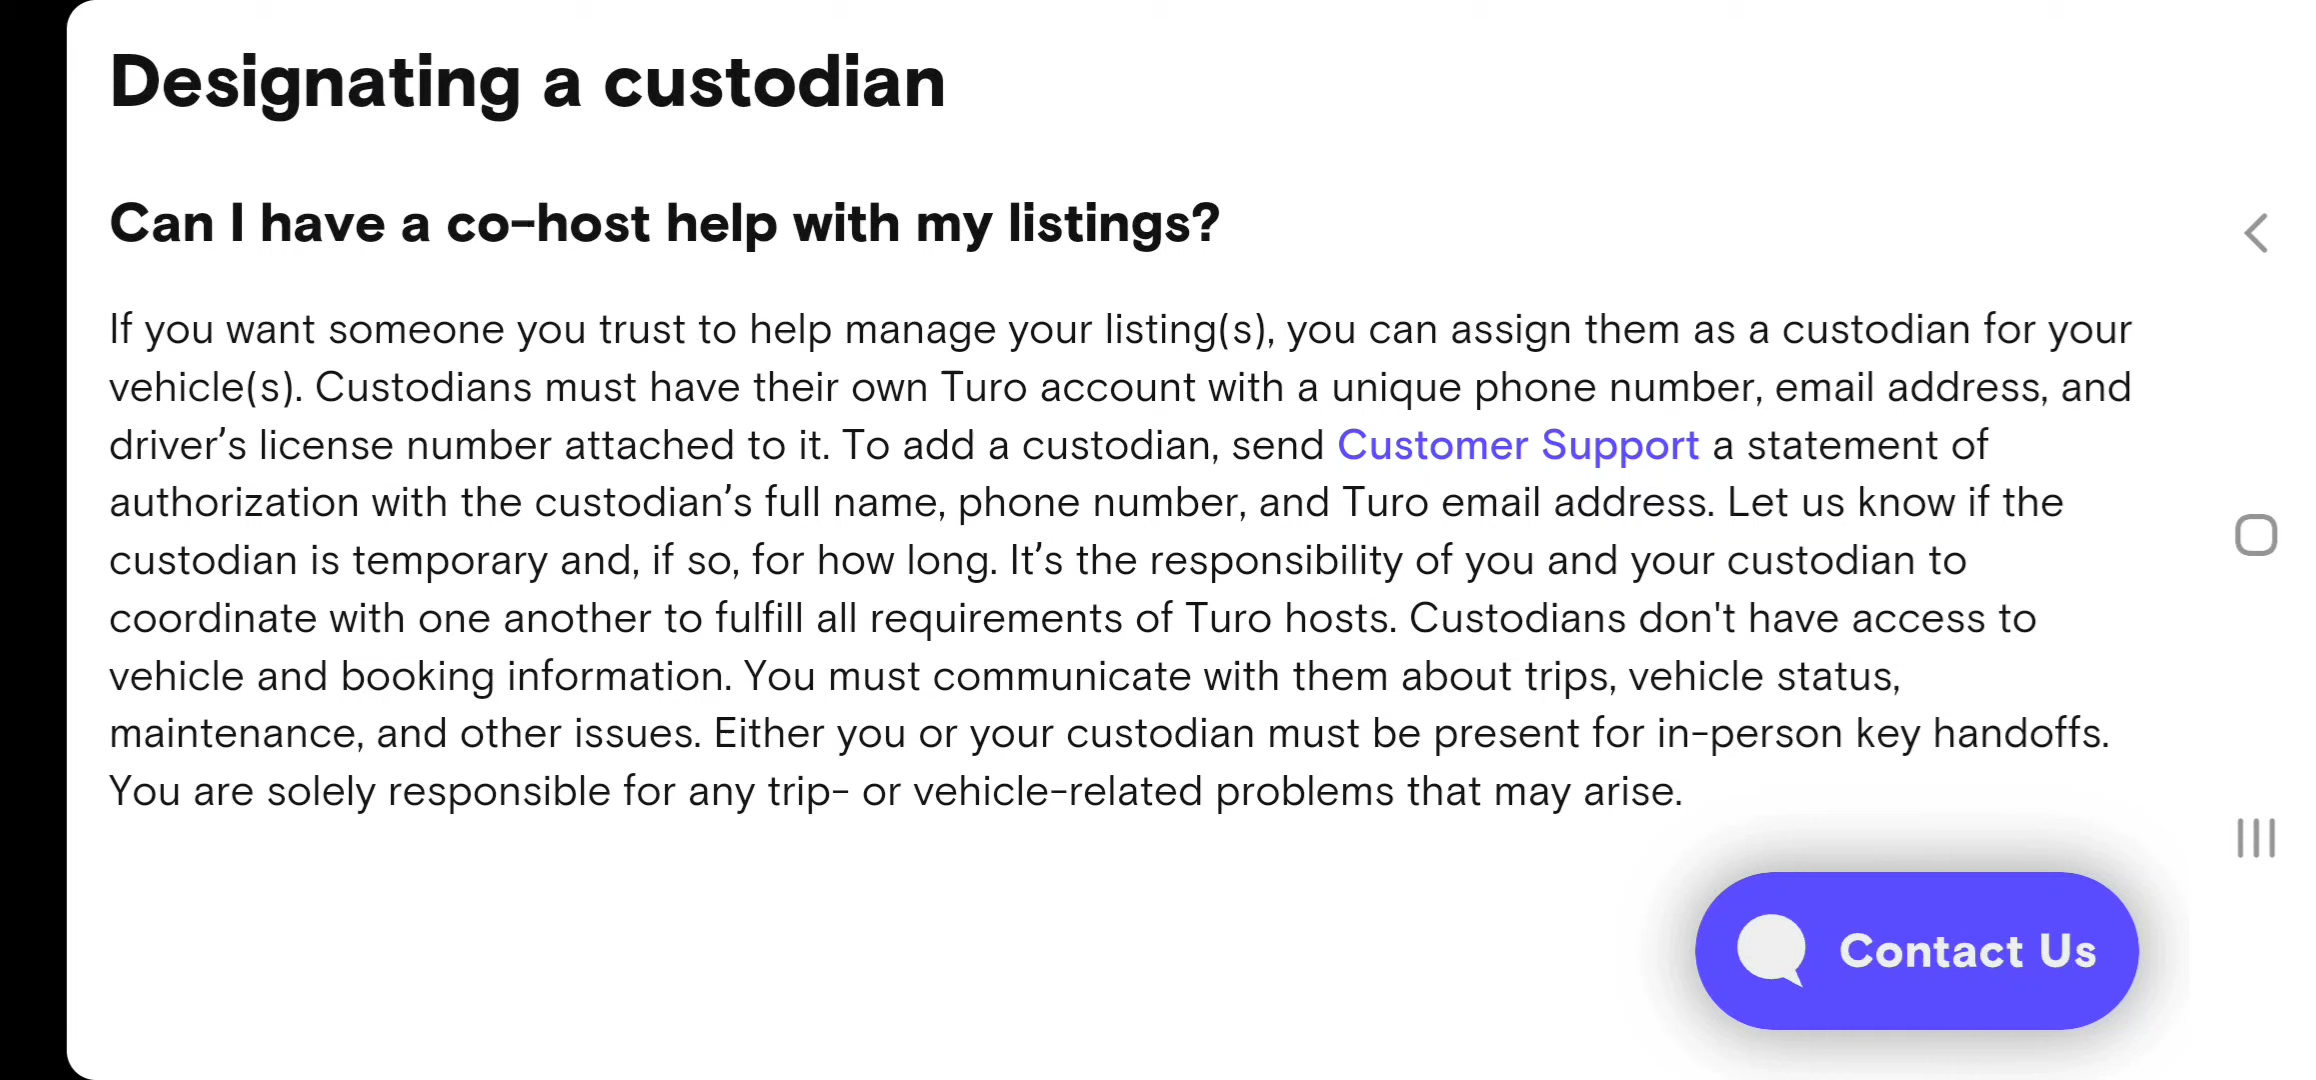 Designating a custodian
Can I have a co-host help with my listings?
If you want someone you trust to help manage your listing(s), you can assign them as a custodian for your
vehicle(s). Custodians must have their own Turo account with a unique phone number, email address, and
driver’s license number attached to it. To add a custodian, send Customer Support a statement of
authorization with the custodian’s full name, phone number, and Turo email address. Let us know if the
custodian is temporary and, if so, for how long. It’s the responsibility of you and your custodian to
coordinate with one another to fulfill all requirements of Turo hosts. Custodians don't have access to
vehicle and booking information. You must communicate with them about trips, vehicle status,
maintenance, and other issues. Either you or your custodian must be present for in-person key handoffs.
You are solely responsible for any trip- or vehicle-related problems that may arise.
Contact Us